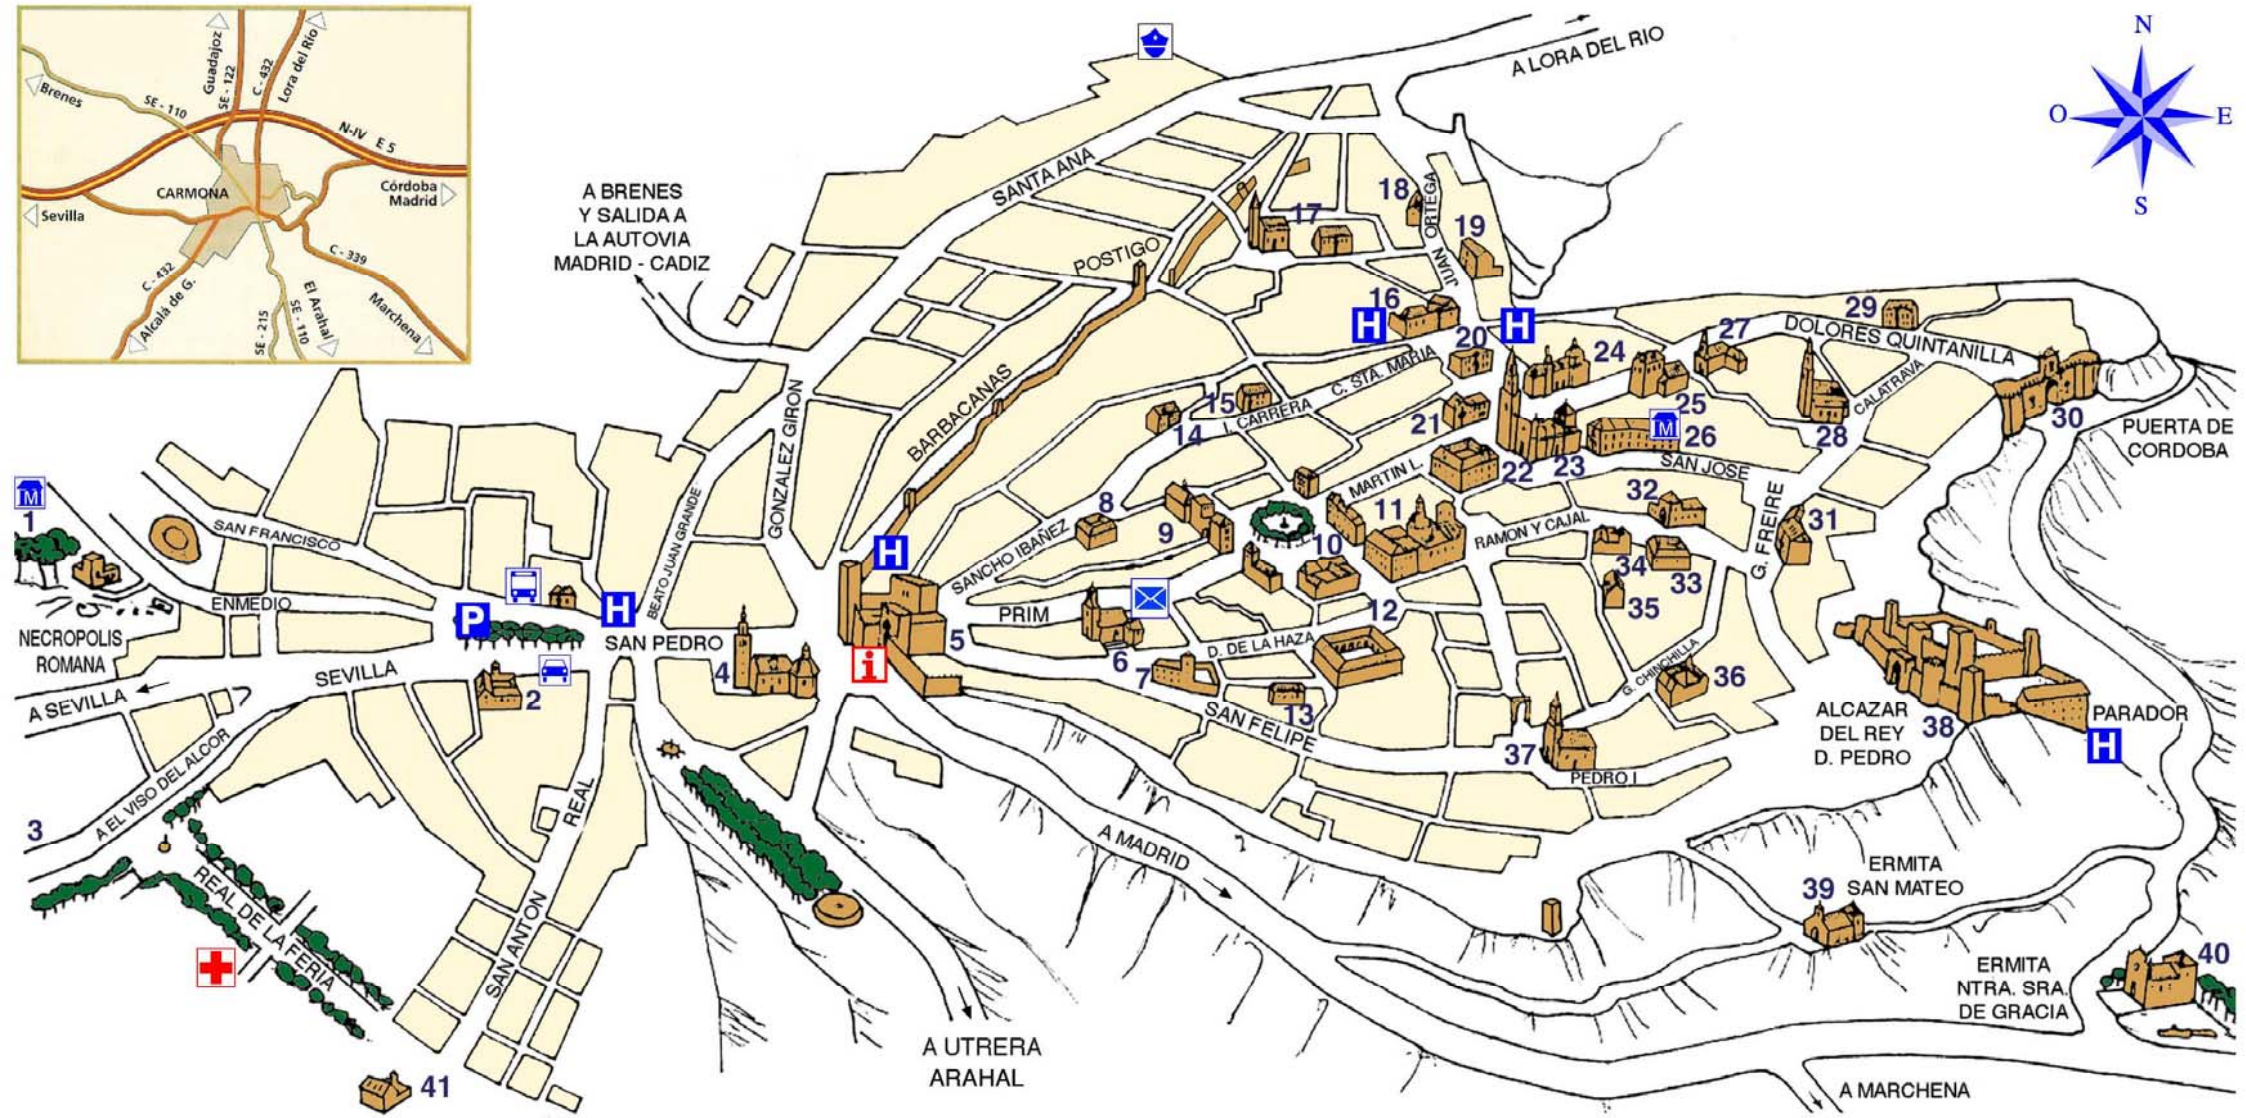 Guadajoz
SE - 122
C - 432
Lora del Río
Brenes
SE - 110
N-IV E 5
CARMONA
Córdoba
Madrid
Sevilla
C - 339
C - 432
Alcalá de G.
SE - 215
SE - 110
El Arahal
Marchena
N
O
E
S
A LORA DEL RIO
A BRENES
Y SALIDA A
LA AUTOVIA
MADRID - CADIZ
SANTA ANA
POSTIGO
17
18
JUAN ORTEGA
19
16
H
H
20
24
27
29
DOLORES QUINTANILLA
30
PUERTA DE
CORDOBA
BARBACANAS
GONZALEZ GIRON
BEATO JUAN GRANDE
14
15
I. CARRERA
C. STA. MARIA
21
22
23
25
M
26
28
CALATRAVA
SAN JOSE
MARTIN L.
M
1
SAN FRANCISCO
ENMEDIO
NECROPOLIS
ROMANA
A SEVILLA
SEVILLA
P
H
SAN PEDRO
2
4
H
5
i
SANCHO IBAÑEZ
8
9
10
11
RAMON Y CAJAL
32
34
33
35
G. FREIRE
31
PRIM
6
7
D. DE LA HAZA
12
13
SAN FELIPE
G. CHINCHILLA
36
37
PEDRO I
ALCAZAR
DEL REY
D. PEDRO
38
PARADOR
H
3
A EL VISO DEL ALCOR
REAL
REAL DE LA FERIA
SAN ANTON
41
A MADRID
A UTRERA
ARAHAL
39
ERMITA
SAN MATEO
40
ERMITA
NTRA. SRA.
DE GRACIA
A MARCHENA